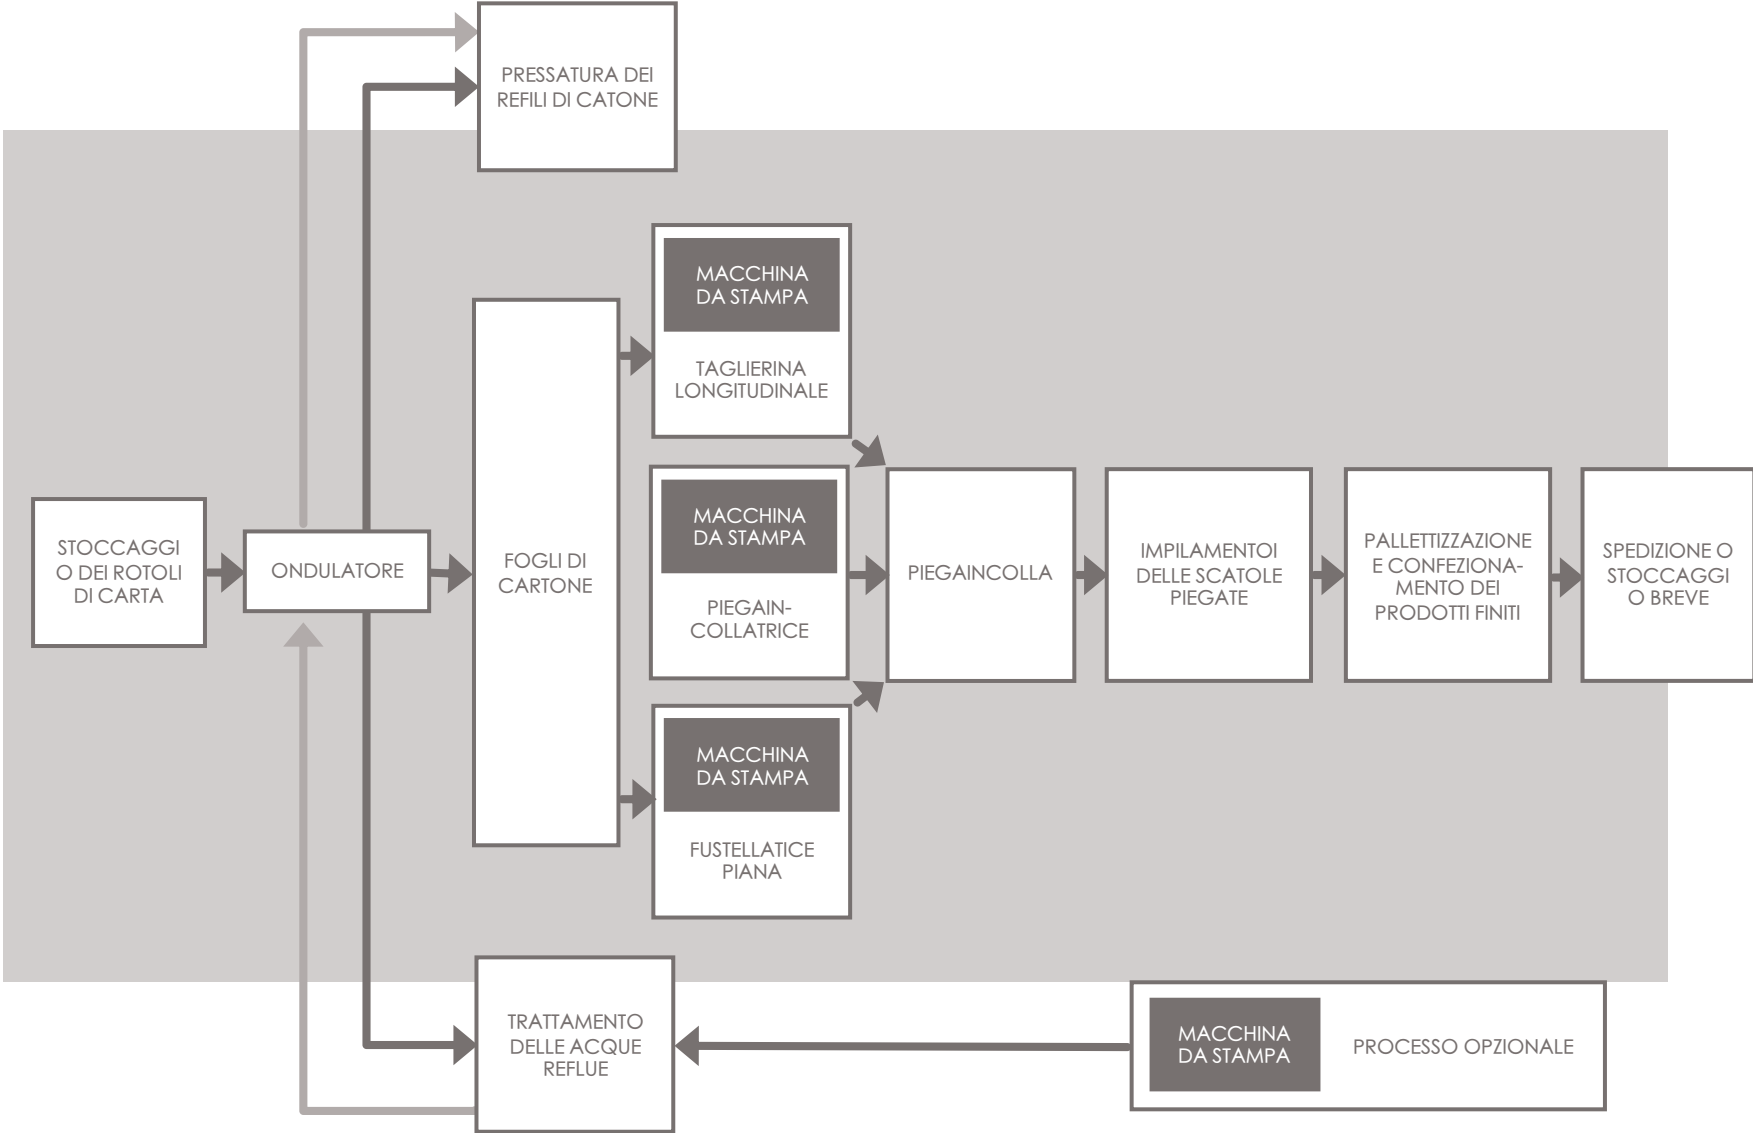 PRESSATURA DEI
REFILI DI CATONE
MACCHINA
DA STAMPA
TAGLIERINA
LONGITUDINALE
STOCCAGGI
O DEI ROTOLI
DI CARTA
ONDULATORE
FOGLI DI
CARTONE
MACCHINA
DA STAMPA
PIEGAIN-
COLLATRICE
PIEGAINCOLLA
IMPILAMENTOI
DELLE SCATOLE
PIEGATE
PALLETTIZZAZIONE
E CONFEZIONA-
MENTO DEI
PRODOTTI FINITI
SPEDIZIONE O
STOCCAGGI
O BREVE
MACCHINA
DA STAMPA
FUSTELLATICE
PIANA
TRATTAMENTO
DELLE ACQUE
REFLUE
MACCHINA
DA STAMPA
PROCESSO OPZIONALE